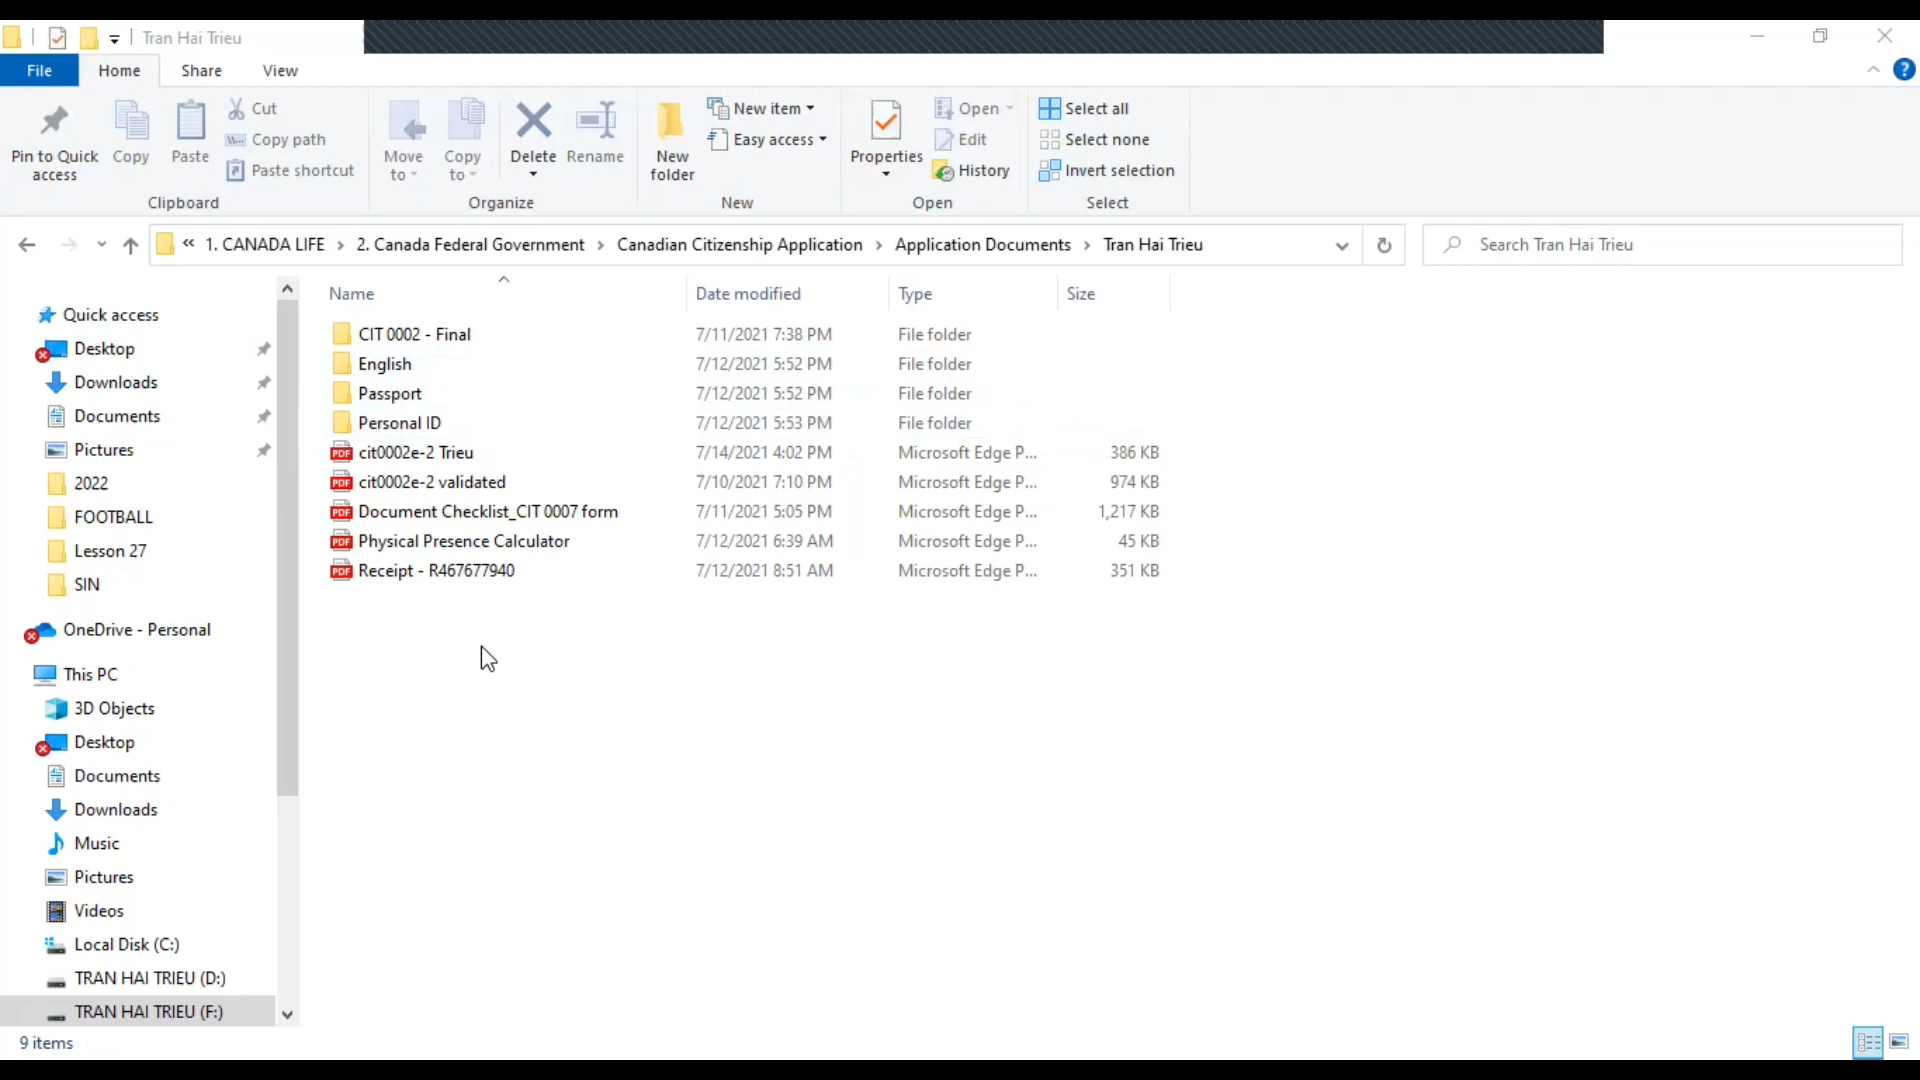 Tran Hai Trieu
File Home Share View
Pin to Quick access
Copy
Paste
Cut
Copy path
Paste shortcut
Clipboard
Move to
Copy to
Delete
Rename
Organize
New folder
New item
Easy access
New
Properties
Open
Edit
History
Open
Select all
Select none
Invert selection
Select
« 1. CANADA LIFE › 2. Canada Federal Government › Canadian Citizenship Application › Application Documents › Tran Hai Trieu
Search Tran Hai Trieu
Quick access
Desktop
Downloads
Documents
Pictures
2022
FOOTBALL
Lesson 27
SIN
OneDrive - Personal
This PC
3D Objects
Desktop
Documents
Downloads
Music
Pictures
Videos
Local Disk (C:)
TRAN HAI TRIEU (D:)
TRAN HAI TRIEU (F:)
Name Date modified Type Size
CIT 0002 - Final 7/11/2021 7:38 PM File folder
English 7/12/2021 5:52 PM File folder
Passport 7/12/2021 5:52 PM File folder
Personal ID 7/12/2021 5:53 PM File folder
PDF cit0002e-2 Trieu 7/14/2021 4:02 PM Microsoft Edge P... 386 KB
PDF cit0002e-2 validated 7/10/2021 7:10 PM Microsoft Edge P... 974 KB
PDF Document Checklist_CIT 0007 form 7/11/2021 5:05 PM Microsoft Edge P... 1,217 KB
PDF Physical Presence Calculator 7/12/2021 6:39 AM Microsoft Edge P... 45 KB
PDF Receipt - R467677940 7/12/2021 8:51 AM Microsoft Edge P... 351 KB
9 items